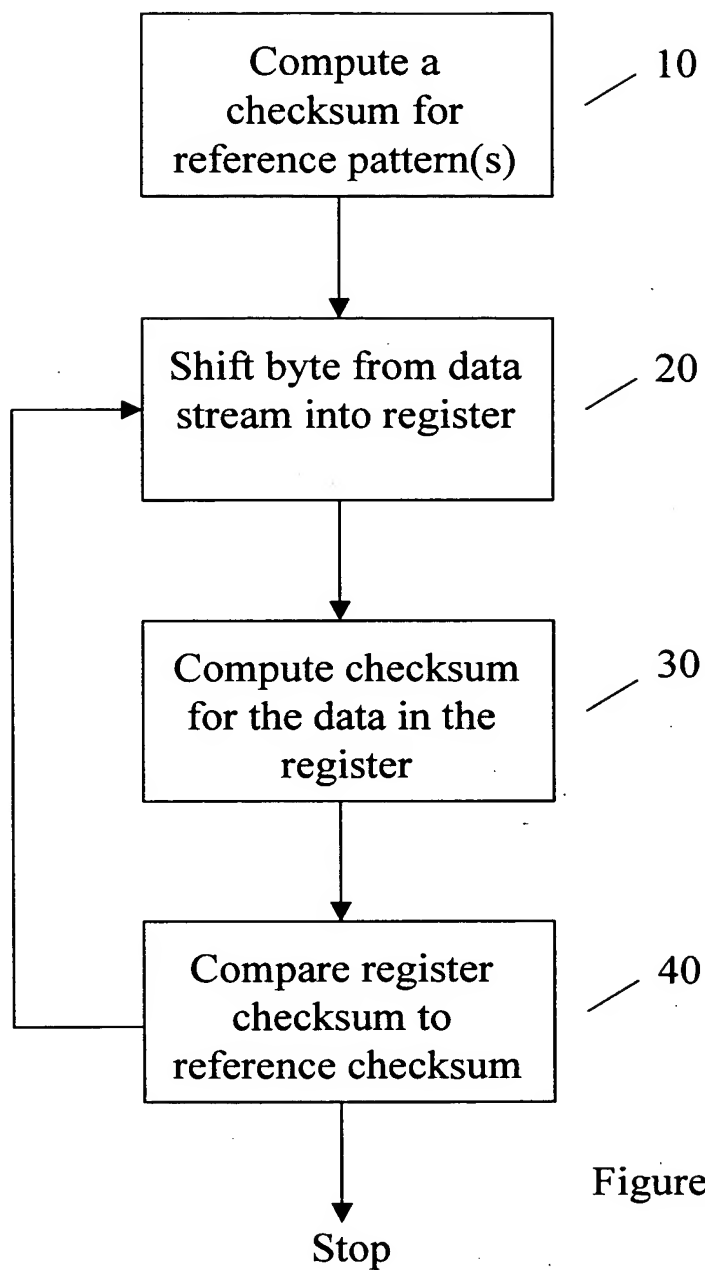 Compute a
checksum for
reference pattern(s)
10
Shift byte from data
stream into register
20
Compute checksum
for the data in the
register
30
Compare register
checksum to
reference checksum
40
Figure
Stop